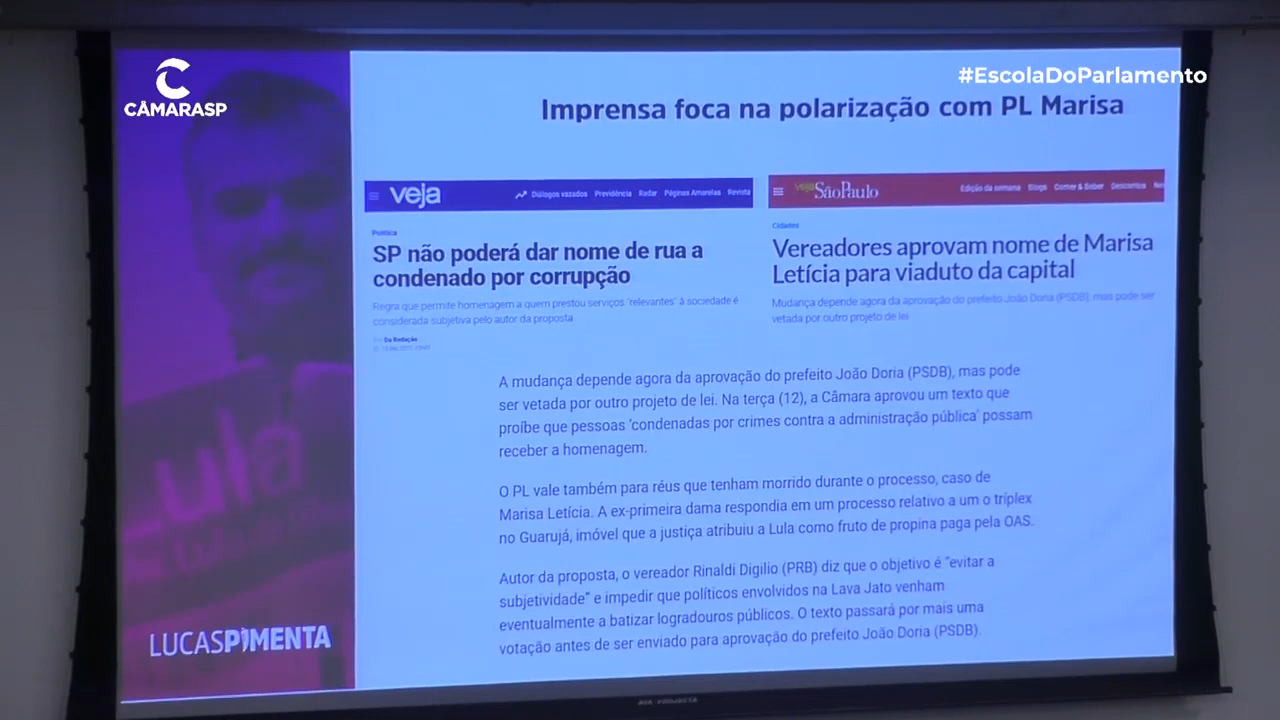 CÂMARASP
#EscolaDoParlamento
Imprensa foca na polarização com PL Marisa
veja
Diálogos vazados Previdência Radar Páginas Amarelas Revista
Política
SP não poderá dar nome de rua a
condenado por corrupção
Regra que permite homenagem a quem prestou serviços 'relevantes' à sociedade é
considerada subjetiva pelo autor da proposta
Da Redação
veja SãoPaulo
Edição da semana Blogs Comer & Beber Descontos
Cidades
Vereadores aprovam nome de Marisa
Letícia para viaduto da capital
Mudança depende agora da aprovação do prefeito João Doria (PSDB), mas pode ser
vetada por outro projeto de lei
A mudança depende agora da aprovação do prefeito João Doria (PSDB), mas pode
ser vetada por outro projeto de lei. Na terça (12), a Câmara aprovou um texto que
proíbe que pessoas 'condenadas por crimes contra a administração pública' possam
receber a homenagem.
O PL vale também para réus que tenham morrido durante o processo, caso de
Marisa Letícia. A ex-primeira dama respondia em um processo relativo a um o tríplex
no Guarujá, imóvel que a justiça atribuiu a Lula como fruto de propina paga pela OAS.
Autor da proposta, o vereador Rinaldi Digilio (PRB) diz que o objetivo é "evitar a
subjetividade" e impedir que políticos envolvidos na Lava Jato venham
eventualmente a batizar logradouros públicos. O texto passará por mais uma
votação antes de ser enviado para aprovação do prefeito João Doria (PSDB).
Lula
LUCASPIMENTA